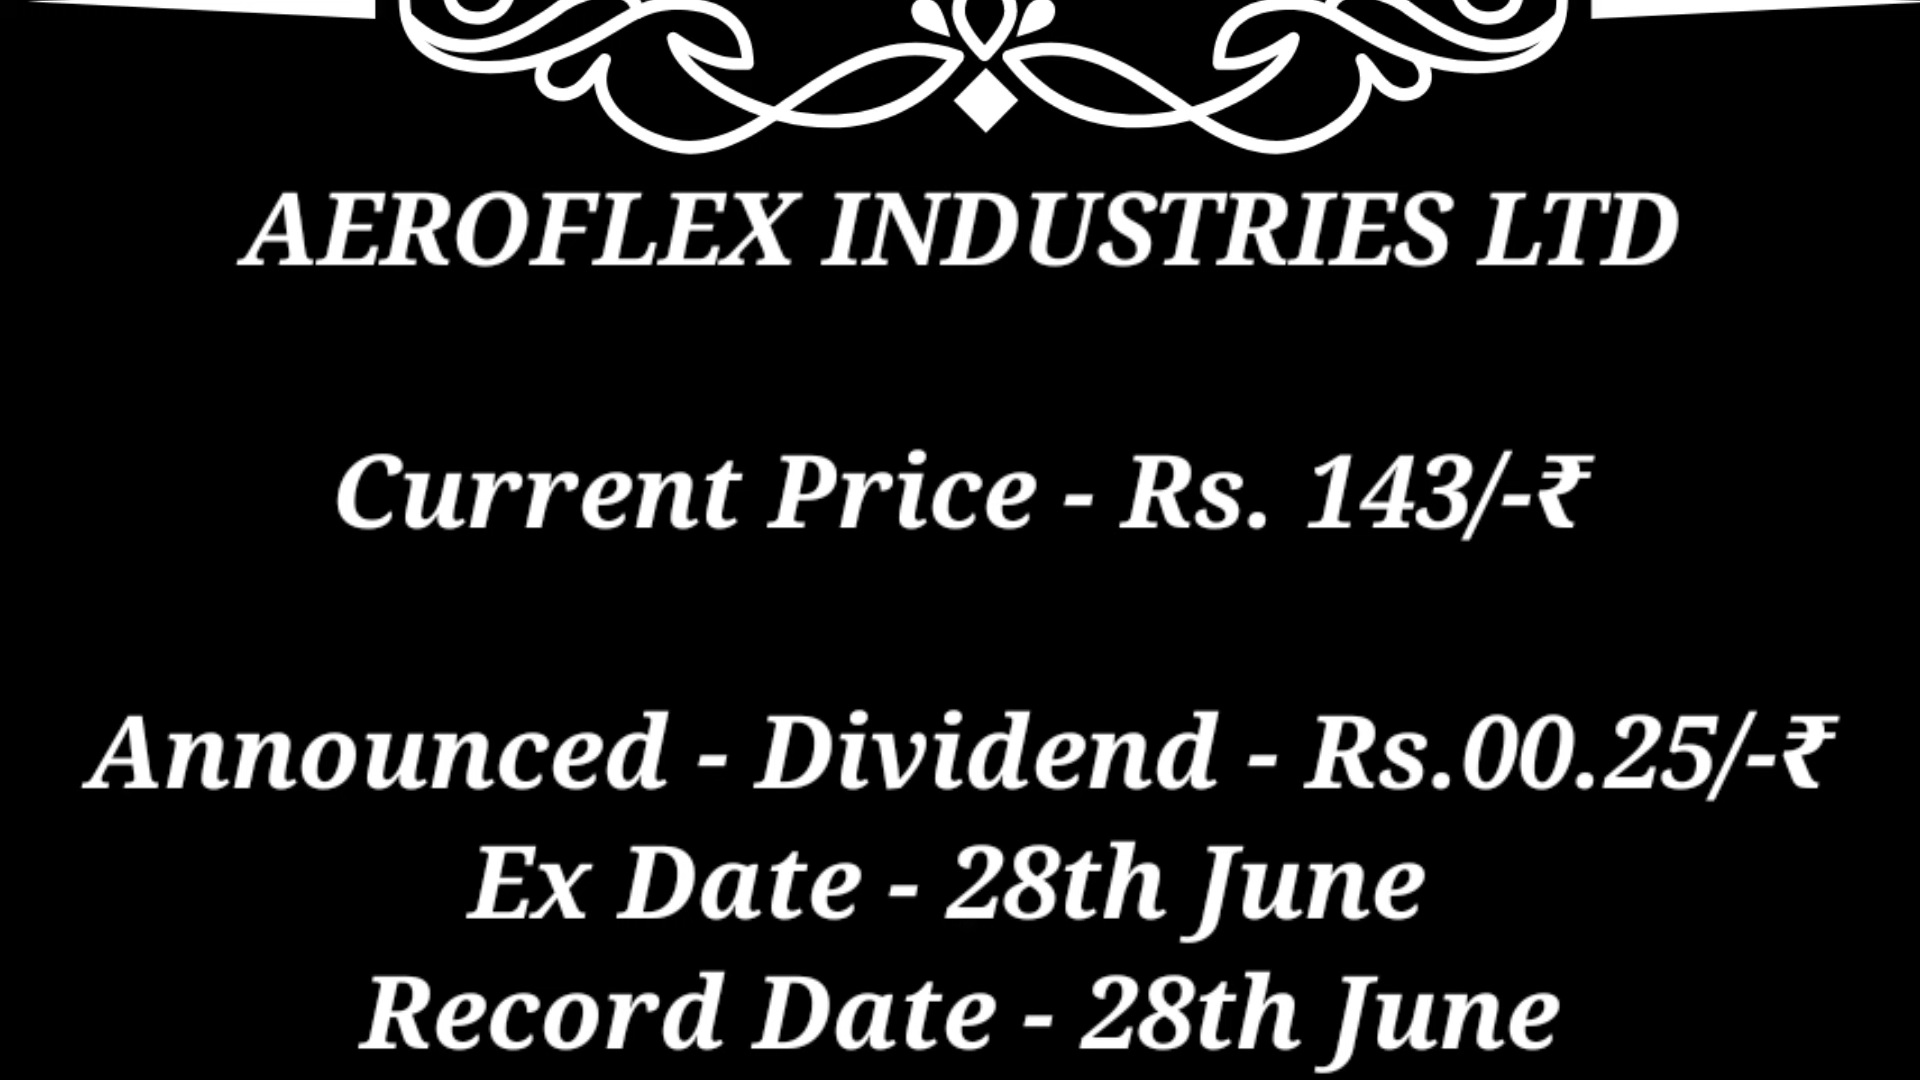 AEROFLEX INDUSTRIES LTD
Current Price - Rs. 143/-₹
Announced - Dividend - Rs.00.25/-₹
Ex Date - 28th June
Record Date - 28th June